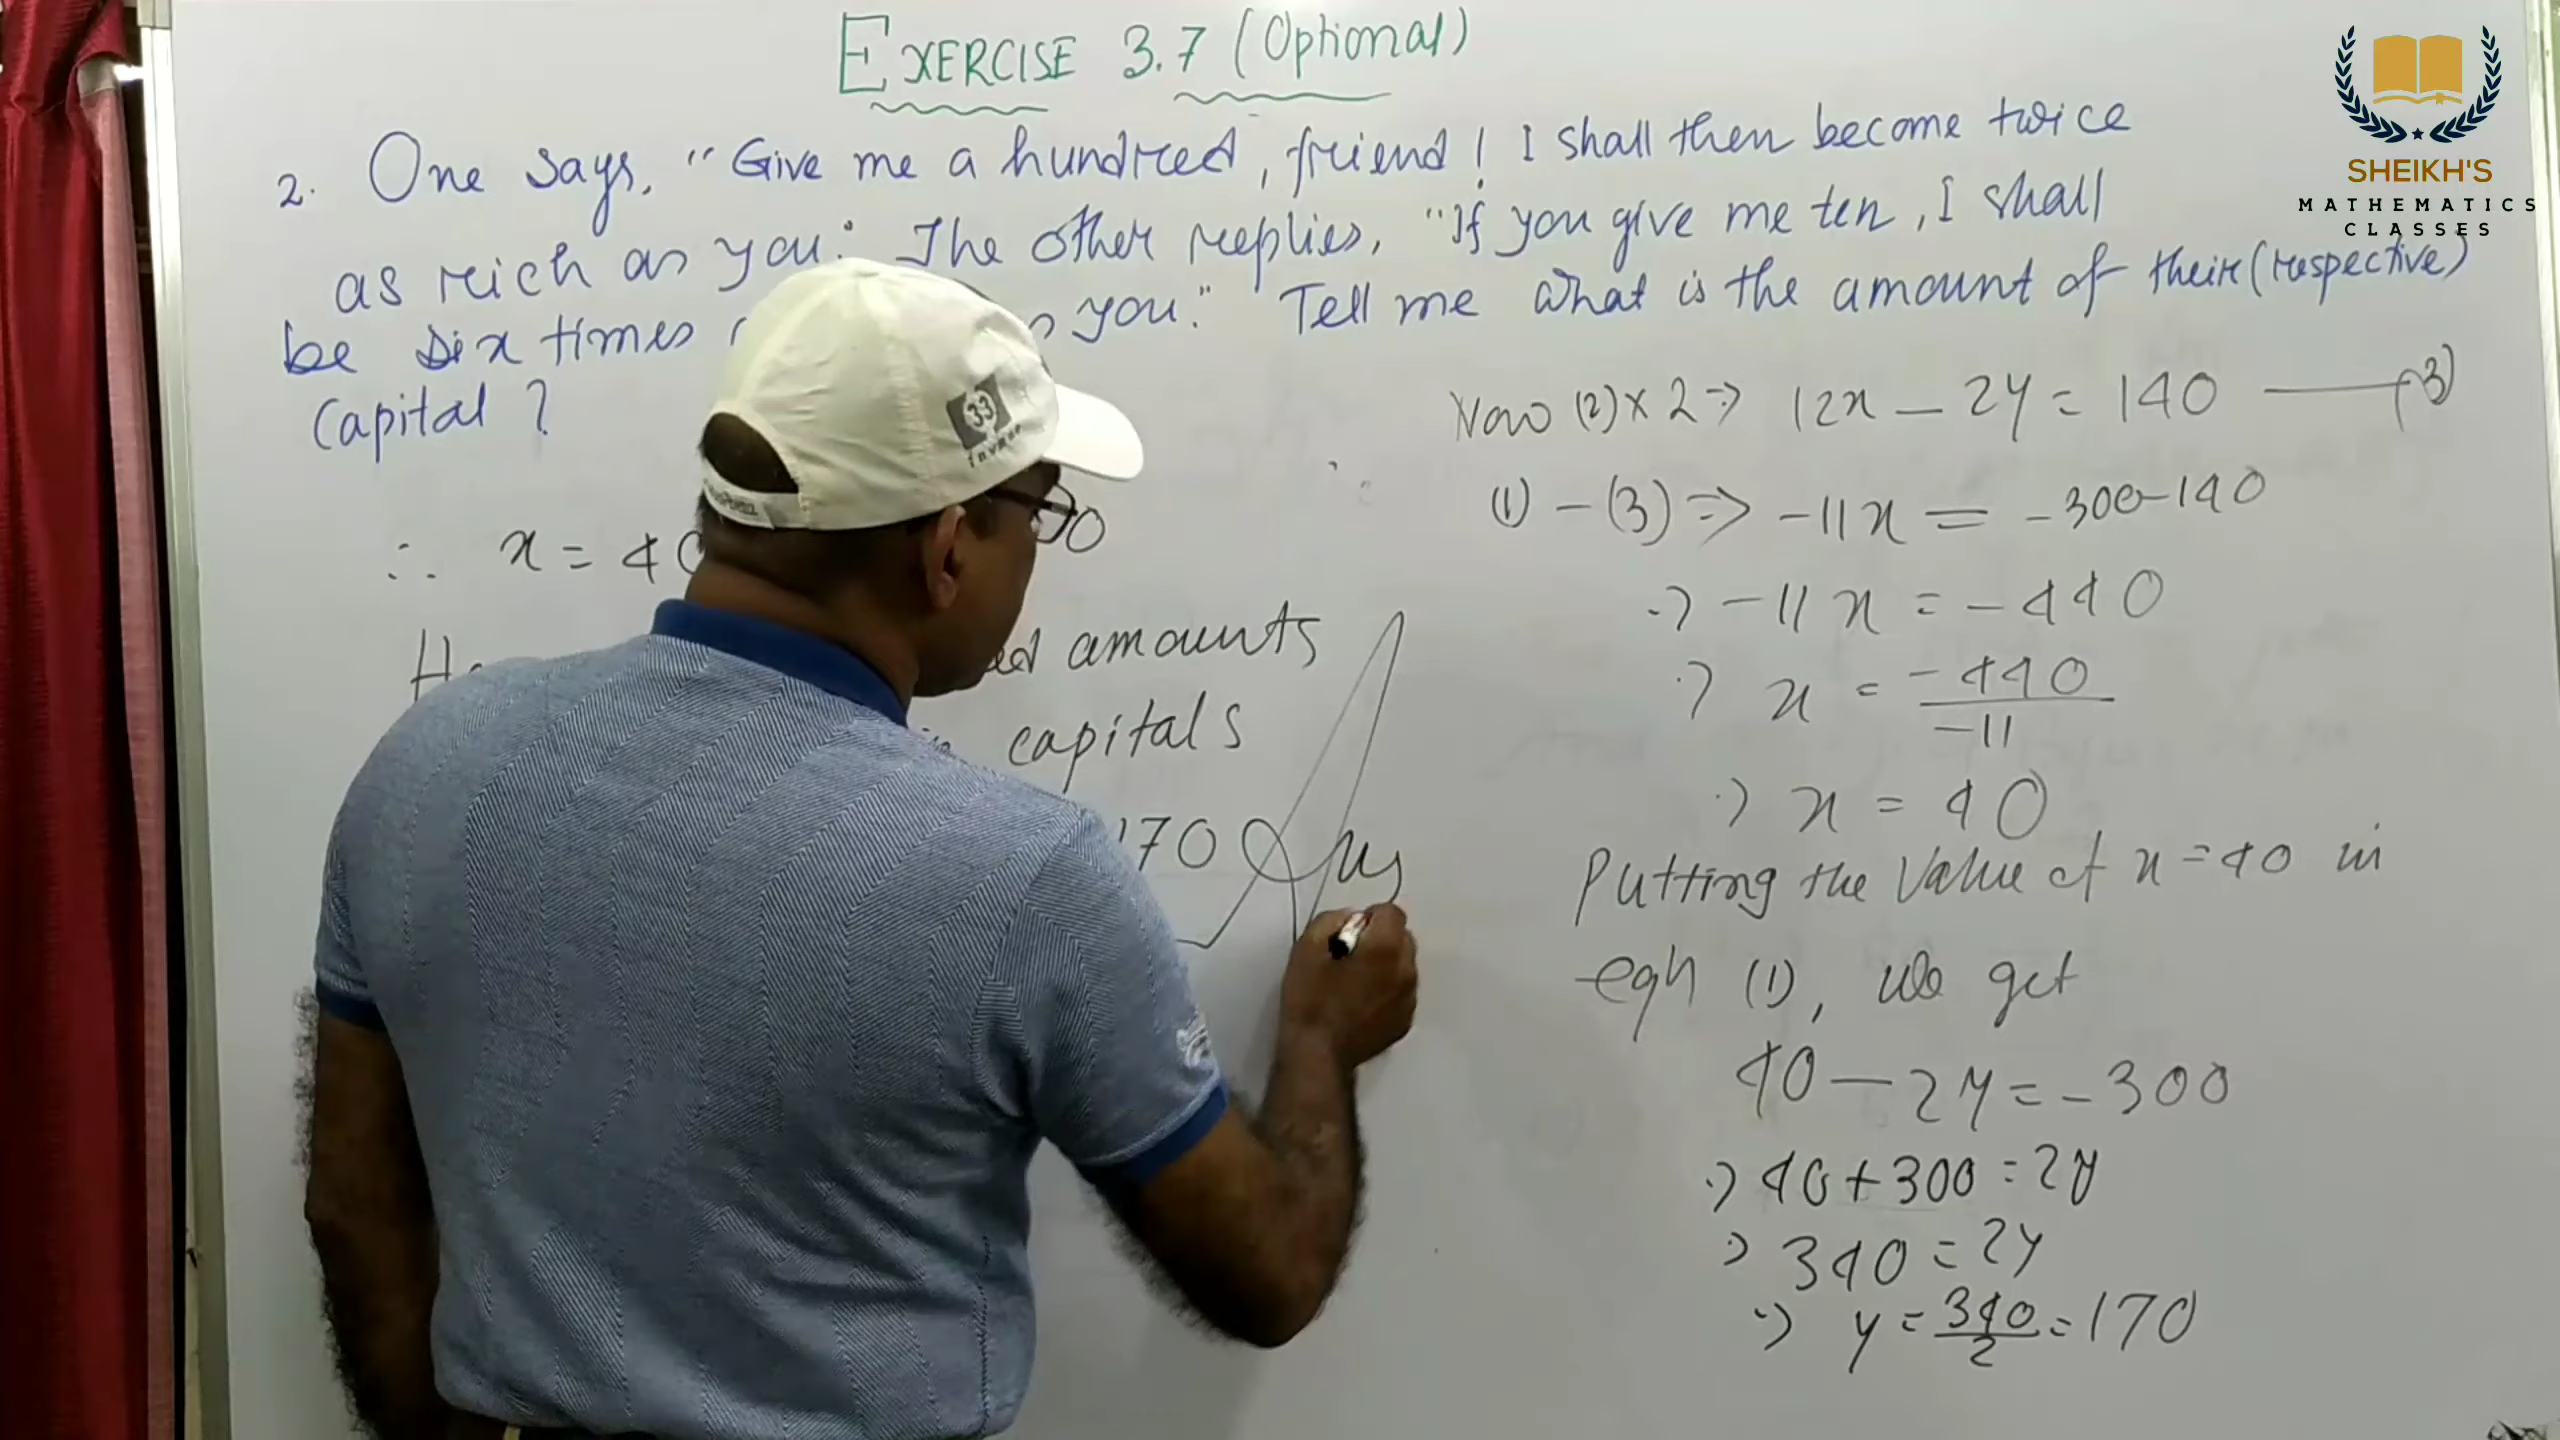 EXERCISE 3.7 (Optional)
2. One says, "Give me a hundred, friend! I shall then become twice
as rich as you". The other replies, "If you give me ten, I shall
be six times you." Tell me what is the amount of their (respective)
capital?
∴ x = 40
amounts
capitals
170
Now (2) × 2 ⇒ 12x - 2y = 140 (3)
(1) - (3) ⇒ -11x = -300-140
⇒ -11x = -440
⇒ x = -440/-11
⇒ x = 40
Putting the value of x = 40 in
eqn (1), we get
40 - 2y = -300
⇒ 40 + 300 = 2y
⇒ 340 = 2y
⇒ y = 340/2 = 170
SHEIKH'S
MATHEMATICS
CLASSES
33
invent